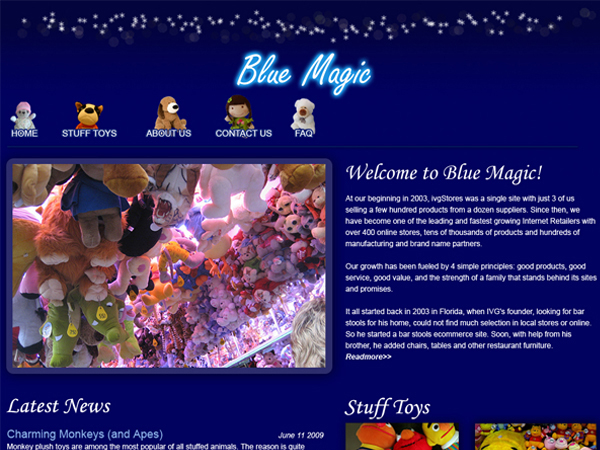 Blue Magic
HOME STUFF TOYS ABOUT US CONTACT US FAQ
Welcome to Blue Magic!
At our beginning in 2003, ivgStores was a single site with just 3 of us
selling a few hundred products from a dozen suppliers. Since then, we
have become one of the leading and fastest growing Internet Retailers with
over 400 online stores, tens of thousands of products and hundreds of
manufacturing and brand name partners.
Our growth has been fueled by 4 simple principles: good products, good
service, good value, and the strength of a family that stands behind its sites
and promises.
It all started back in 2003 in Florida, when IVG's founder, looking for bar
stools for his home, could not find much selection in local stores or online.
So he started a bar stools ecommerce site. Soon, with help from his
brother, he added chairs, tables and other restaurant furniture.
Readmore>>
Latest News
Charming Monkeys (and Apes) June 11 2009
Monkey plush toys are among the most popular of all stuffed animals. The reason is quite
Stuff Toys